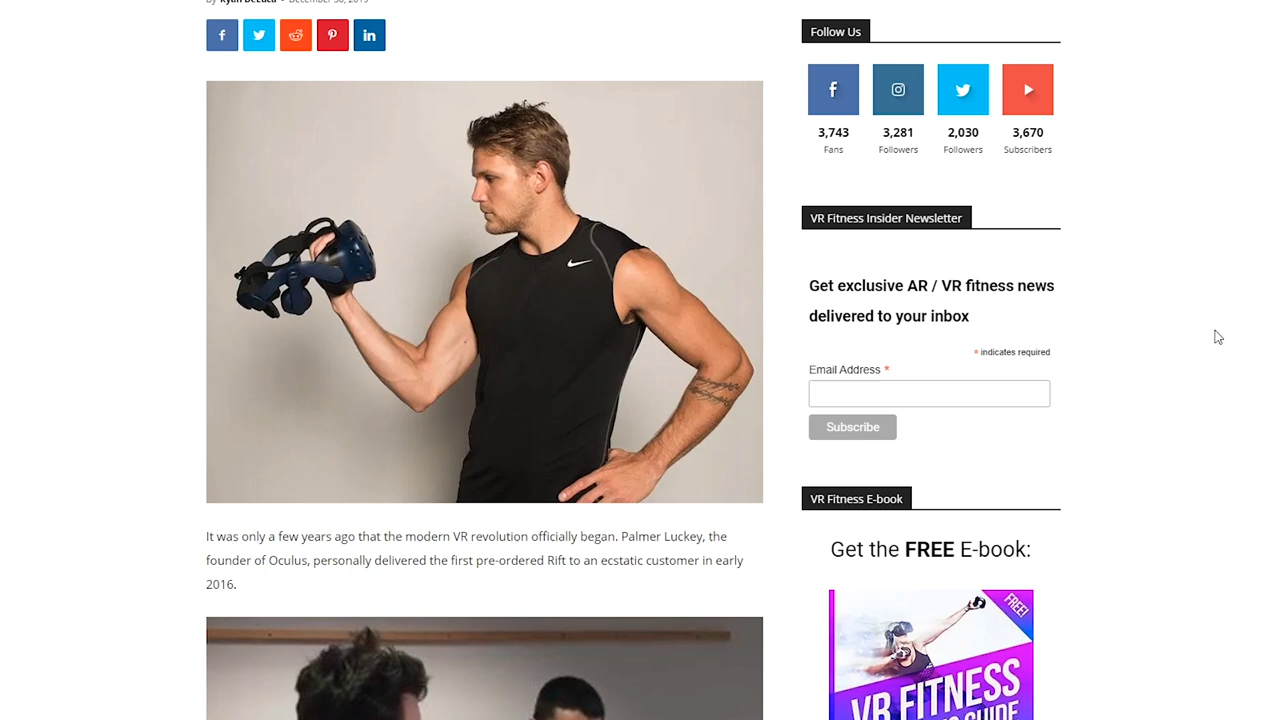 Follow Us
3,743
Fans
3,281
Followers
2,030
Followers
3,670
Subscribers
VR Fitness Insider Newsletter
Get exclusive AR / VR fitness news
delivered to your inbox
* indicates required
Email Address *
Subscribe
It was only a few years ago that the modern VR revolution officially began. Palmer Luckey, the
founder of Oculus, personally delivered the first pre-ordered Rift to an ecstatic customer in early
2016.
VR Fitness E-book
Get the FREE E-book:
FREE!
VR FITNESS
GUIDE